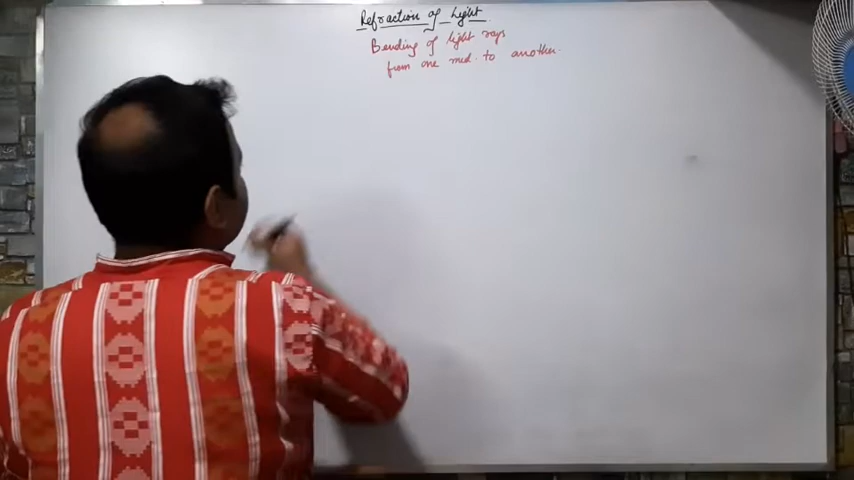 Refraction of Light
Bending of light rays
from one med. to another.